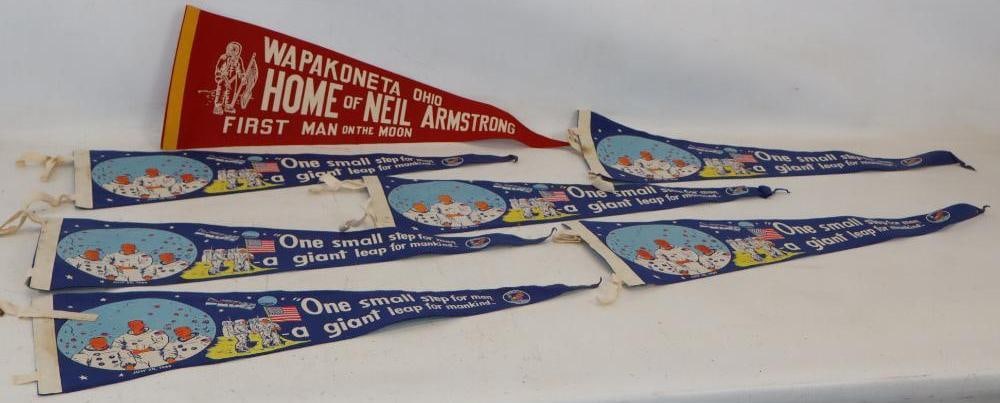 WAPAKONETA OHIO
HOME OF NEIL ARMSTRONG
FIRST MAN ON THE MOON
"One small step for man
a giant leap for mankind..
"One small step for man
a giant leap for mankind..
"One small step for man
a giant leap for mankind..
"One small step for man
a giant leap for mankind..
"One small step for man
a giant leap for mankind..
"One small step for man
-a giant leap for mankind..
JULY 20, 1969